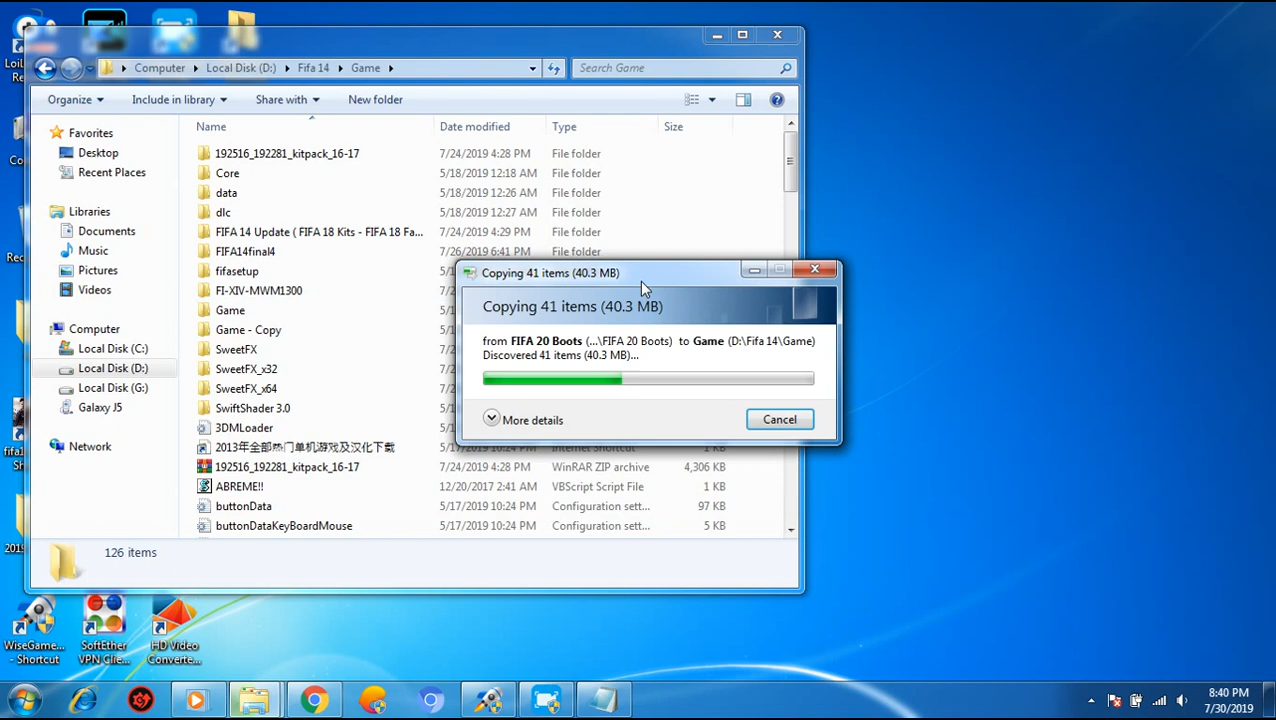 Computer Local Disk (D:) Fifa 14 Game
Search Game
Organize Include in library Share with New folder
Name Date modified Type Size
Favorites
Desktop
Recent Places
Libraries
Documents
Music
Pictures
Videos
Computer
Local Disk (C:)
Local Disk (D:)
Local Disk (G:)
Galaxy J5
Network
192516_192281_kitpack_16-17 7/24/2019 4:28 PM File folder
Core 5/18/2019 12:18 AM File folder
data 5/18/2019 12:26 AM File folder
dlc 5/18/2019 12:27 AM File folder
FIFA 14 Update ( FIFA 18 Kits - FIFA 18 Fa... 7/24/2019 4:29 PM File folder
FIFA14final4 7/26/2019 6:41 PM File folder
fifasetup
FI-XIV-MWM1300
Game
Game - Copy
SweetFX
SweetFX_x32
SweetFX_x64
SwiftShader 3.0
3DMLoader
2013年全部热门单机游戏及汉化下载 5/17/2019 10:24 PM Internet Shortcut 1 KB
192516_192281_kitpack_16-17 7/24/2019 4:28 PM WinRAR ZIP archive 4,306 KB
ABREME!! 12/20/2017 2:41 AM VBScript Script File 1 KB
buttonData 5/17/2019 10:24 PM Configuration sett... 97 KB
buttonDataKeyBoardMouse 5/17/2019 10:24 PM Configuration sett... 5 KB
126 items
Copying 41 items (40.3 MB)
Copying 41 items (40.3 MB)
from FIFA 20 Boots (...\FIFA 20 Boots) to Game (D:\Fifa 14\Game)
Discovered 41 items (40.3 MB)...
More details
Cancel
WiseGame...
- Shortcut
SoftEther
VPN Clie...
HD Video
Converte...
8:40 PM
7/30/2019